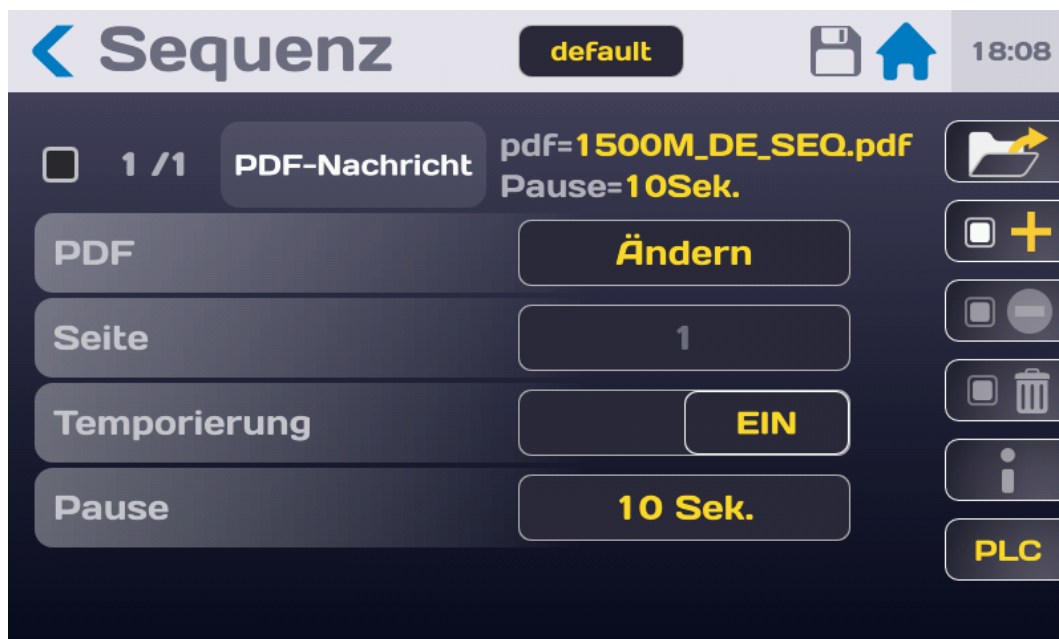 Sequenz
default
18:08
1 /1
PDF-Nachricht
pdf=1500M_DE_SEQ.pdf
Pause=10Sek.
PDF
Ändern
Seite
1
Temporierung
EIN
Pause
10 Sek.
PLC